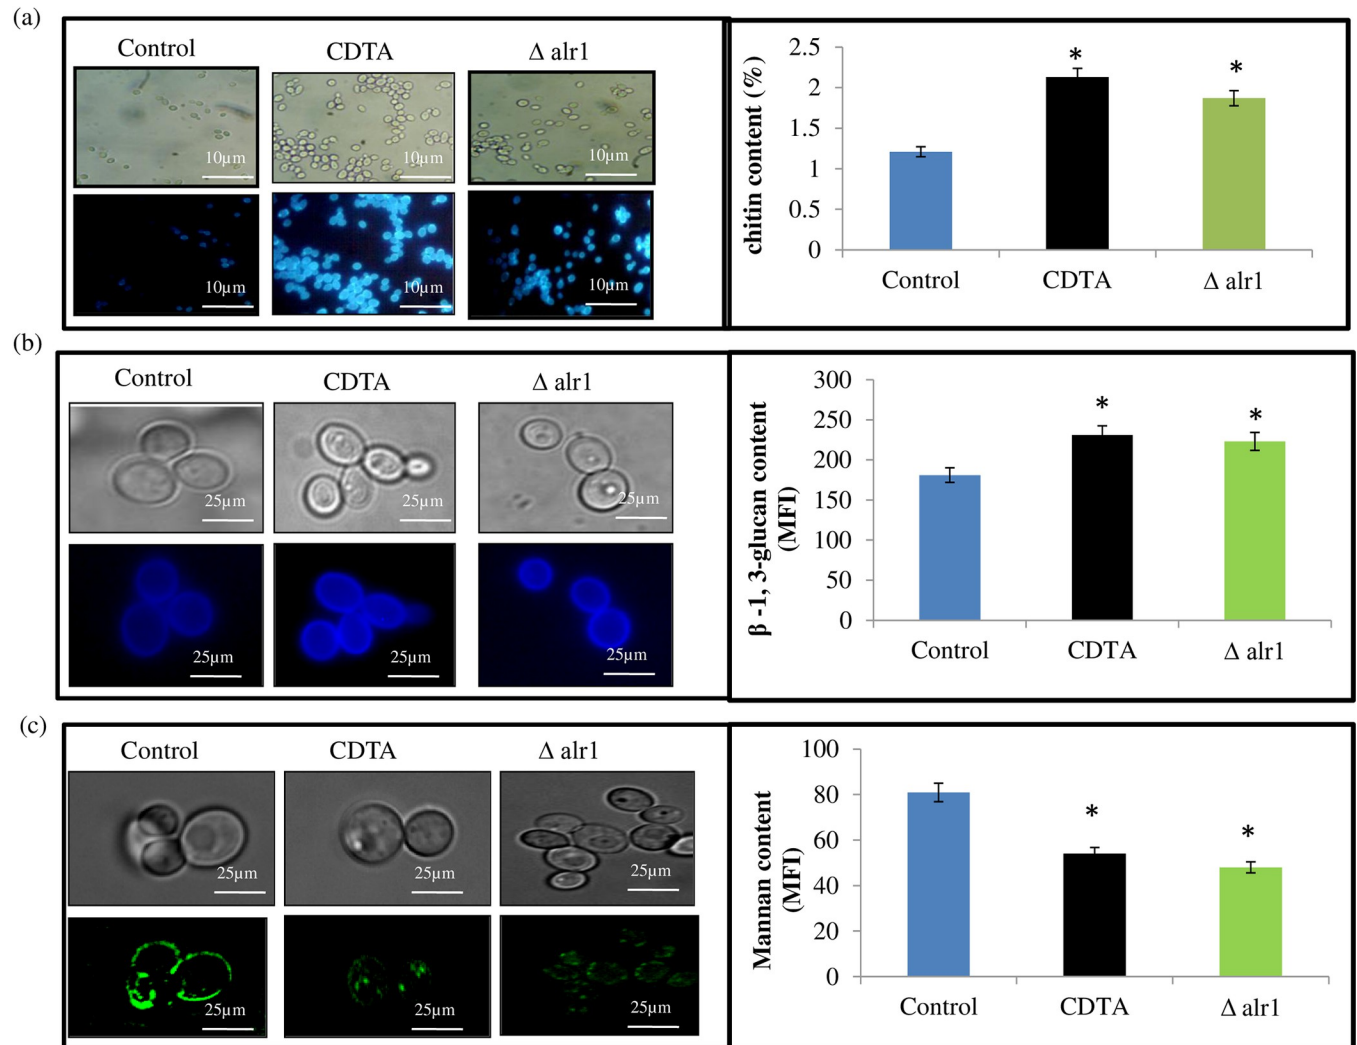 (a)
Control
CDTA
Δ alr1
10µm
10µm
10µm
10µm
10µm
10µm
chitin content (%)
2.5
2
1.5
1
0.5
0
*
*
Control
CDTA
Δ alr1
(b)
Control
CDTA
Δ alr1
25µm
25µm
25µm
25µm
25µm
25µm
β -1, 3-glucan content
(MFI)
300
250
200
150
100
50
0
*
*
Control
CDTA
Δ alr1
(c)
Control
CDTA
Δ alr1
25µm
25µm
25µm
25µm
25µm
25µm
Mannan content
(MFI)
100
80
60
40
20
0
*
*
Control
CDTA
Δ alr1